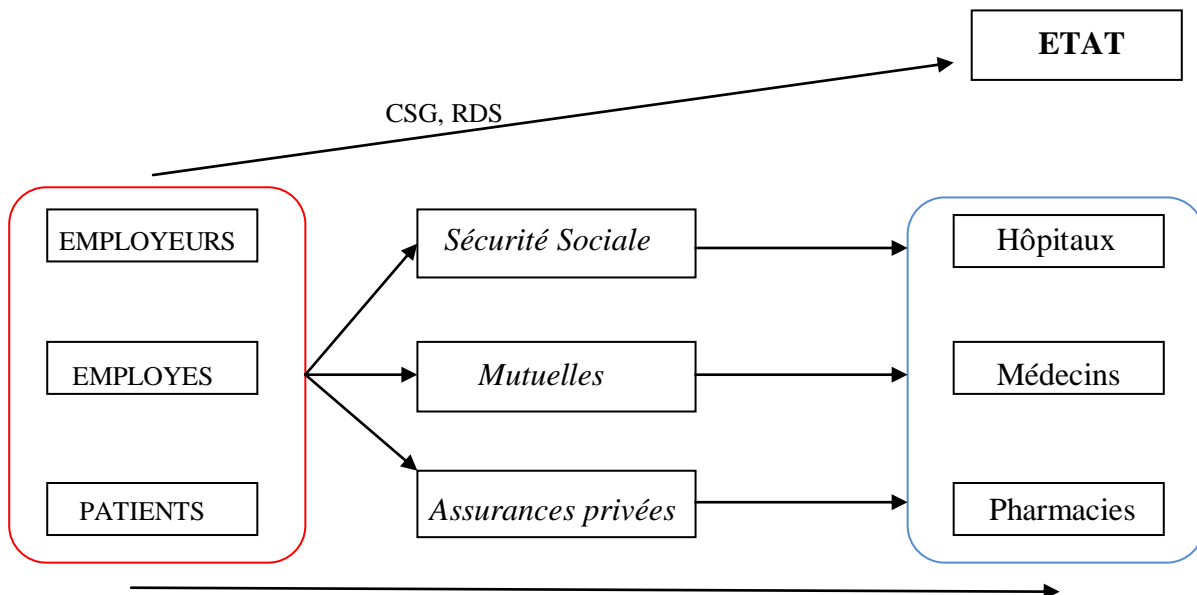 ETAT
CSG, RDS
EMPLOYEURS
Sécurité Sociale
Hôpitaux
EMPLOYES
Mutuelles
Médecins
PATIENTS
Assurances privées
Pharmacies